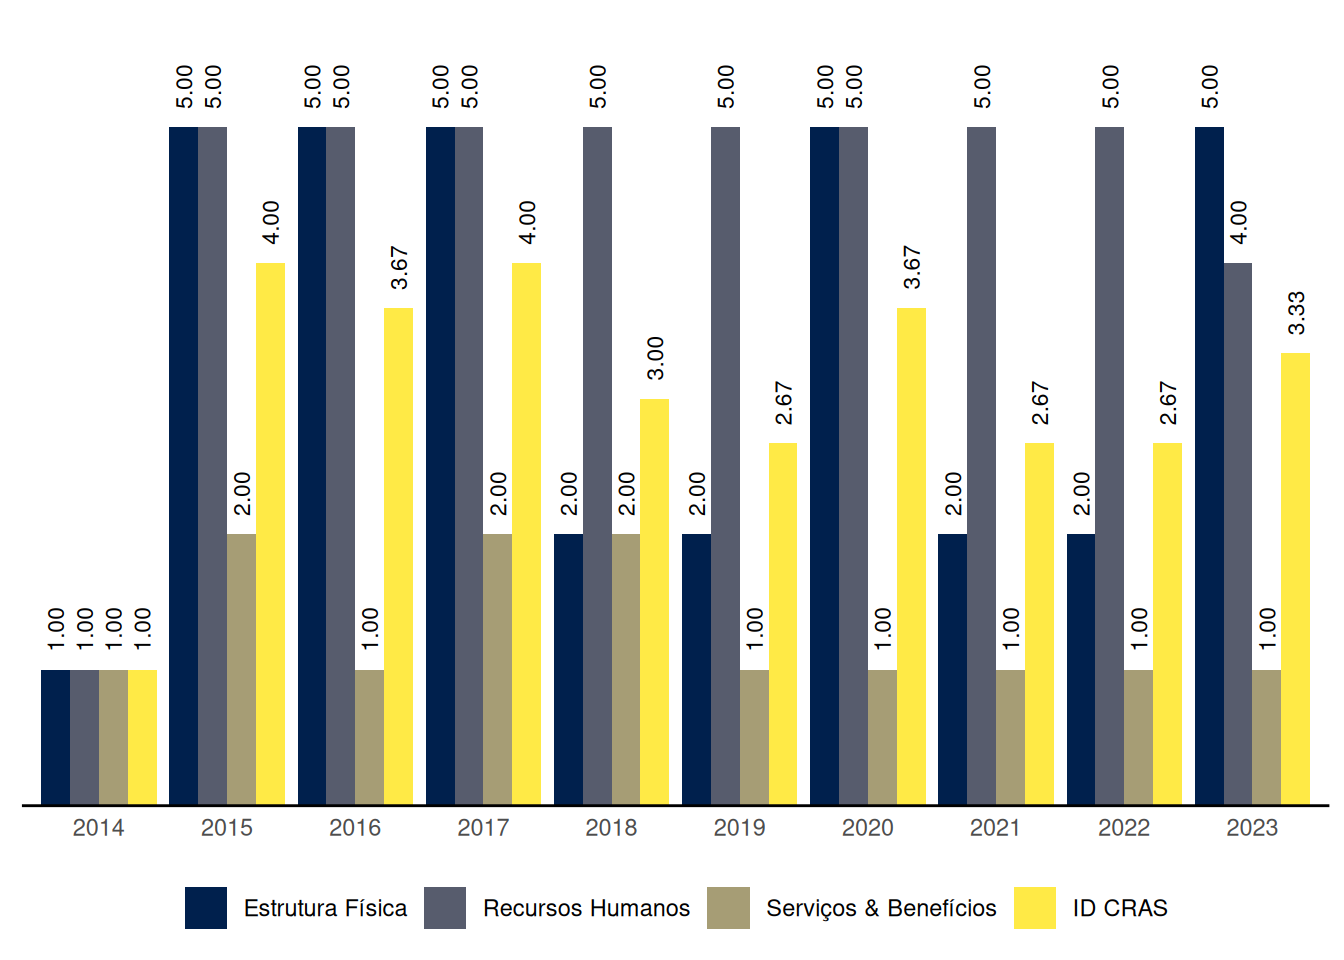 5.00 5.00 5.00 5.00 5.00 5.00 5.00 5.00 5.00 5.00 5.00 5.00 5.00
4.00 4.00 4.00
3.67 3.67
3.33
3.00
2.67 2.67 2.67
2.00 2.00 2.00 2.00 2.00 2.00 2.00
1.00 1.00 1.00 1.00 1.00 1.00 1.00 1.00 1.00 1.00
2014 2015 2016 2017 2018 2019 2020 2021 2022 2023
Estrutura Física Recursos Humanos Serviços & Benefícios ID CRAS